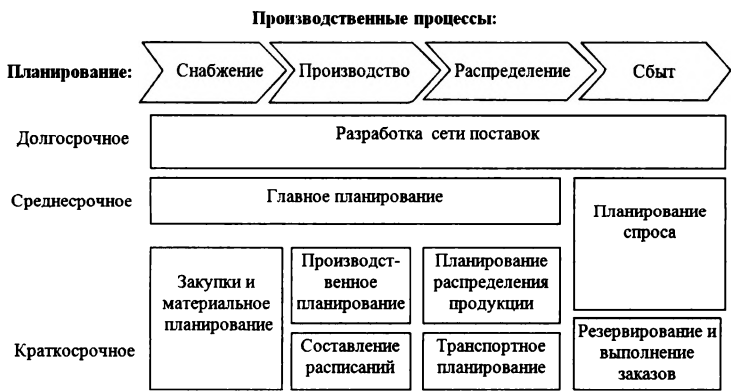 Производственные процессы:
Планирование:
Снабжение
Производство
Распределение
Сбыт
Долгосрочное
Разработка сети поставок
Среднесрочное
Главное планирование
Планирование
спроса
Закупки и
материальное
планирование
Производст-
венное
планирование
Планирование
распределения
продукции
Краткосрочное
Составление
расписаний
Транспортное
планирование
Резервирование и
выполнение
заказов